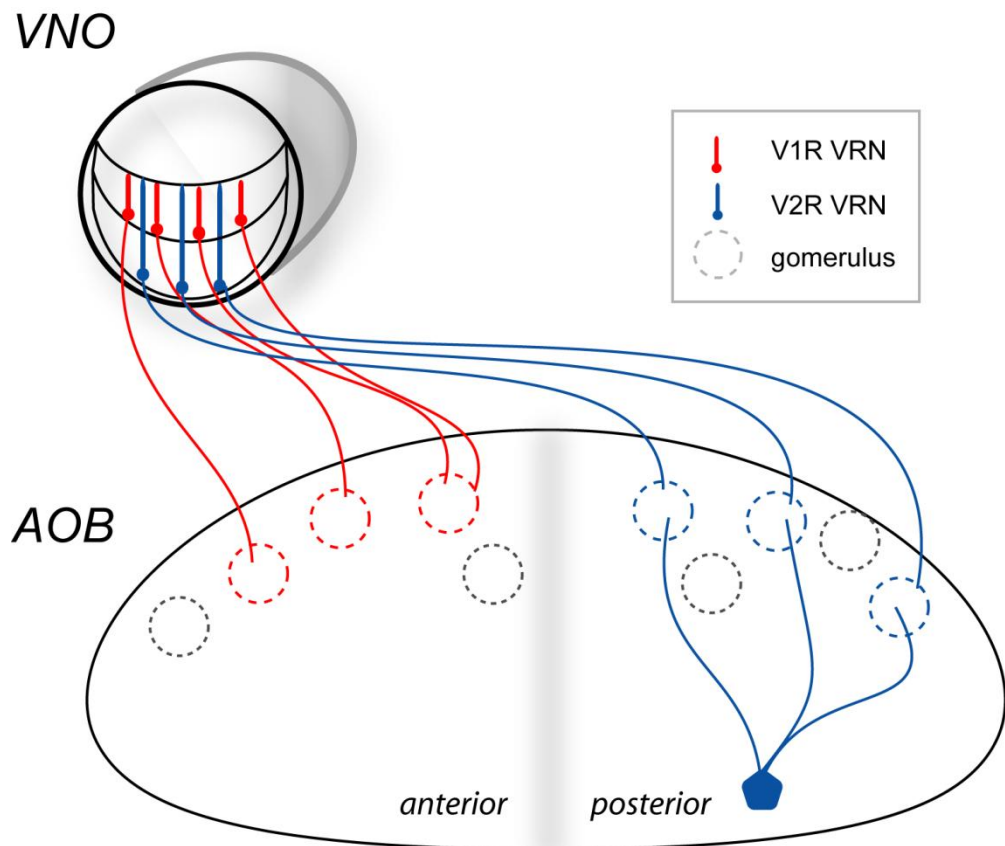 VNO
V1R VRN
V2R VRN
gomerulus
AOB
anterior
posterior